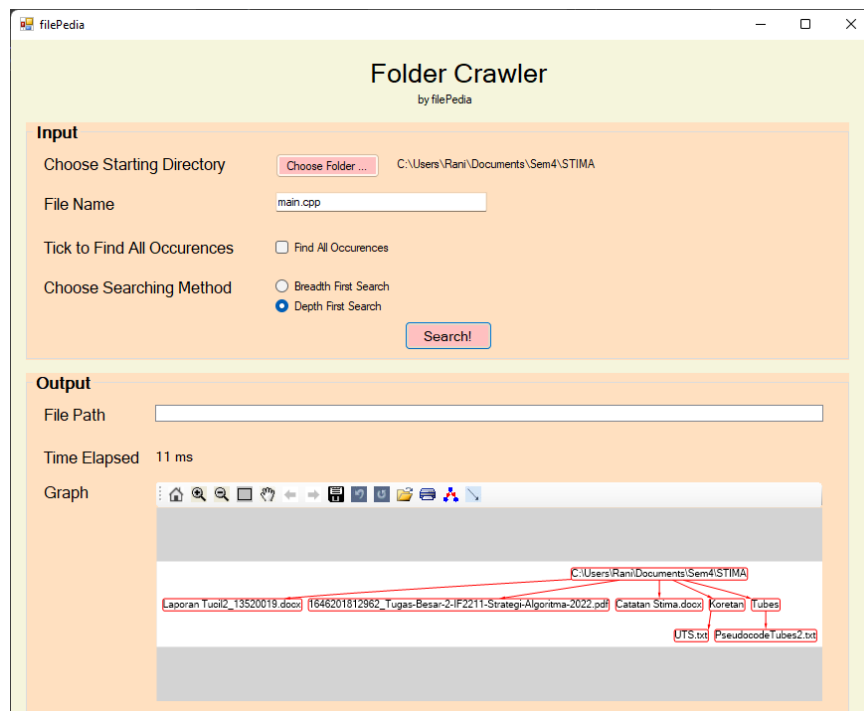 filePedia
Folder Crawler
by filePedia
Input
Choose Starting Directory Choose Folder ... C:\Users\Rani\Documents\Sem4\STIMA
File Name main.cpp
Tick to Find All Occurences Find All Occurences
Choose Searching Method Breadth First Search
Depth First Search
Search!
Output
File Path
Time Elapsed 11 ms
Graph
C:\Users\Rani\Documents\Sem4\STIMA
Laporan Tucil2_13520019.docx 1646201812962_Tugas-Besar-2-IF2211-Strategi-Algoritma-2022.pdf Catatan Stima.docx Koretan Tubes
UTS.txt PseudocodeTubes2.txt